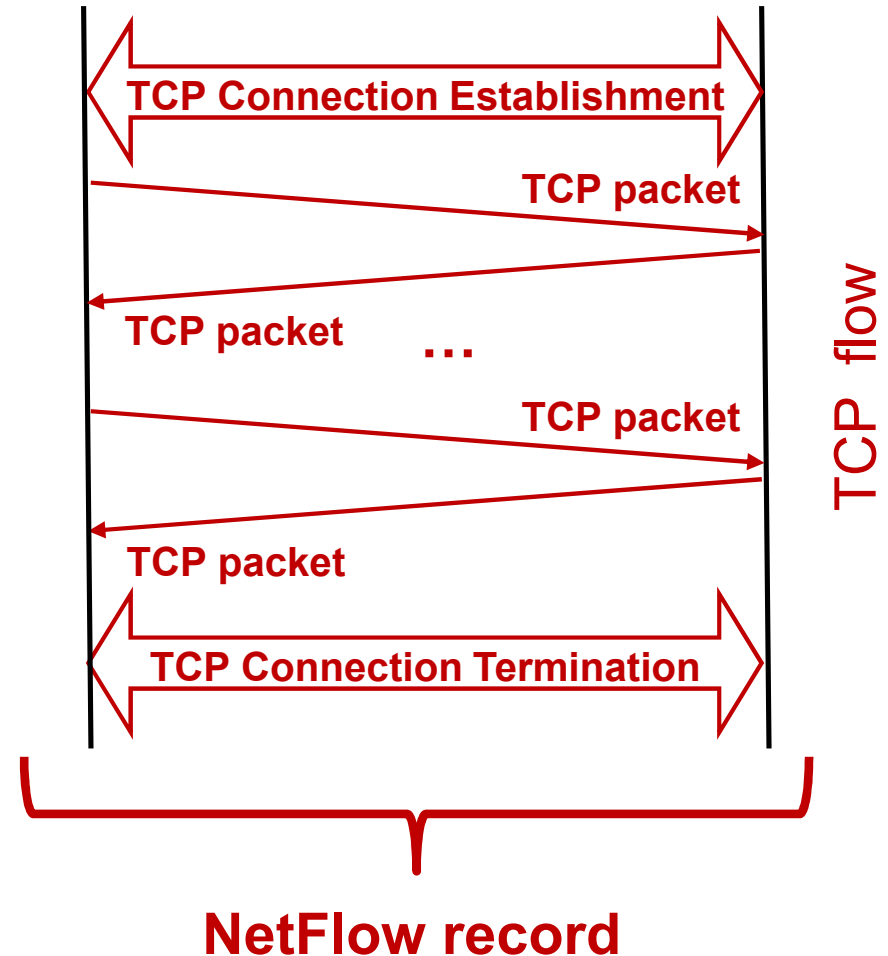 TCP Connection Establishment
TCP packet
TCP packet
...
TCP packet
TCP packet
TCP Connection Termination
TCP flow
NetFlow record